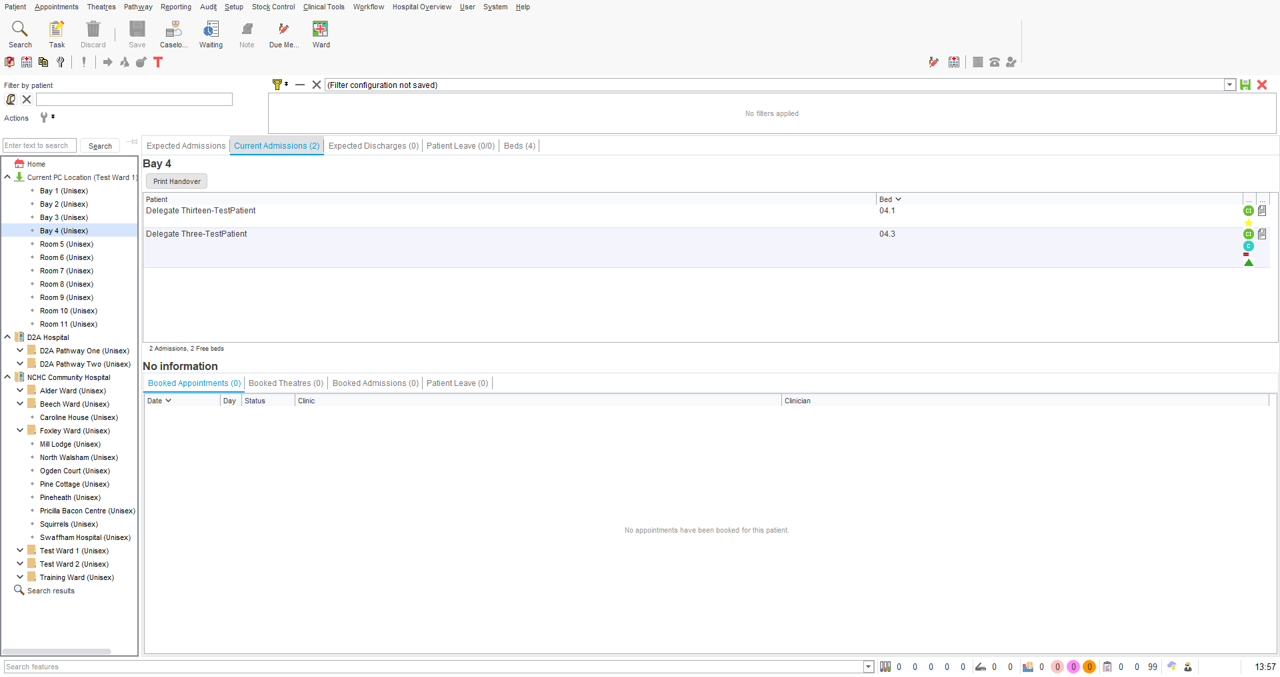 Patient Appointments Theatres Pathway Reporting Audit Setup Stock Control Clinical Tools Workflow Hospital Overview User System Help
Search Task Discard Save Caselo... Waiting Note Due Me... Ward
Filter by patient
(Filter configuration not saved)
No filters applied
Actions
Enter text to search Search
Expected Admissions Current Admissions (2) Expected Discharges (0) Patient Leave (0/0) Beds (4)
Home
Current PC Location (Test Ward 1)
Bay 1 (Unisex)
Bay 2 (Unisex)
Bay 3 (Unisex)
Bay 4 (Unisex)
Room 5 (Unisex)
Room 6 (Unisex)
Room 7 (Unisex)
Room 8 (Unisex)
Room 9 (Unisex)
Room 10 (Unisex)
Room 11 (Unisex)
D2A Hospital
D2A Pathway One (Unisex)
D2A Pathway Two (Unisex)
NCHC Community Hospital
Alder Ward (Unisex)
Beech Ward (Unisex)
Caroline House (Unisex)
Foxley Ward (Unisex)
Mill Lodge (Unisex)
North Walsham (Unisex)
Ogden Court (Unisex)
Pine Cottage (Unisex)
Pineheath (Unisex)
Pricilla Bacon Centre (Unisex)
Squirrels (Unisex)
Swaffham Hospital (Unisex)
Test Ward 1 (Unisex)
Test Ward 2 (Unisex)
Training Ward (Unisex)
Search results
Bay 4
Print Handover
Patient Bed ... ...
Delegate Thirteen-TestPatient 04.1
Delegate Three-TestPatient 04.3
C
2 Admissions, 2 Free beds
No information
Booked Appointments (0) Booked Theatres (0) Booked Admissions (0) Patient Leave (0)
Date Day Status Clinic Clinician
No appointments have been booked for this patient.
Search features 0 0 0 0 0 0 0 0 0 0 0 0 0 99 13:57